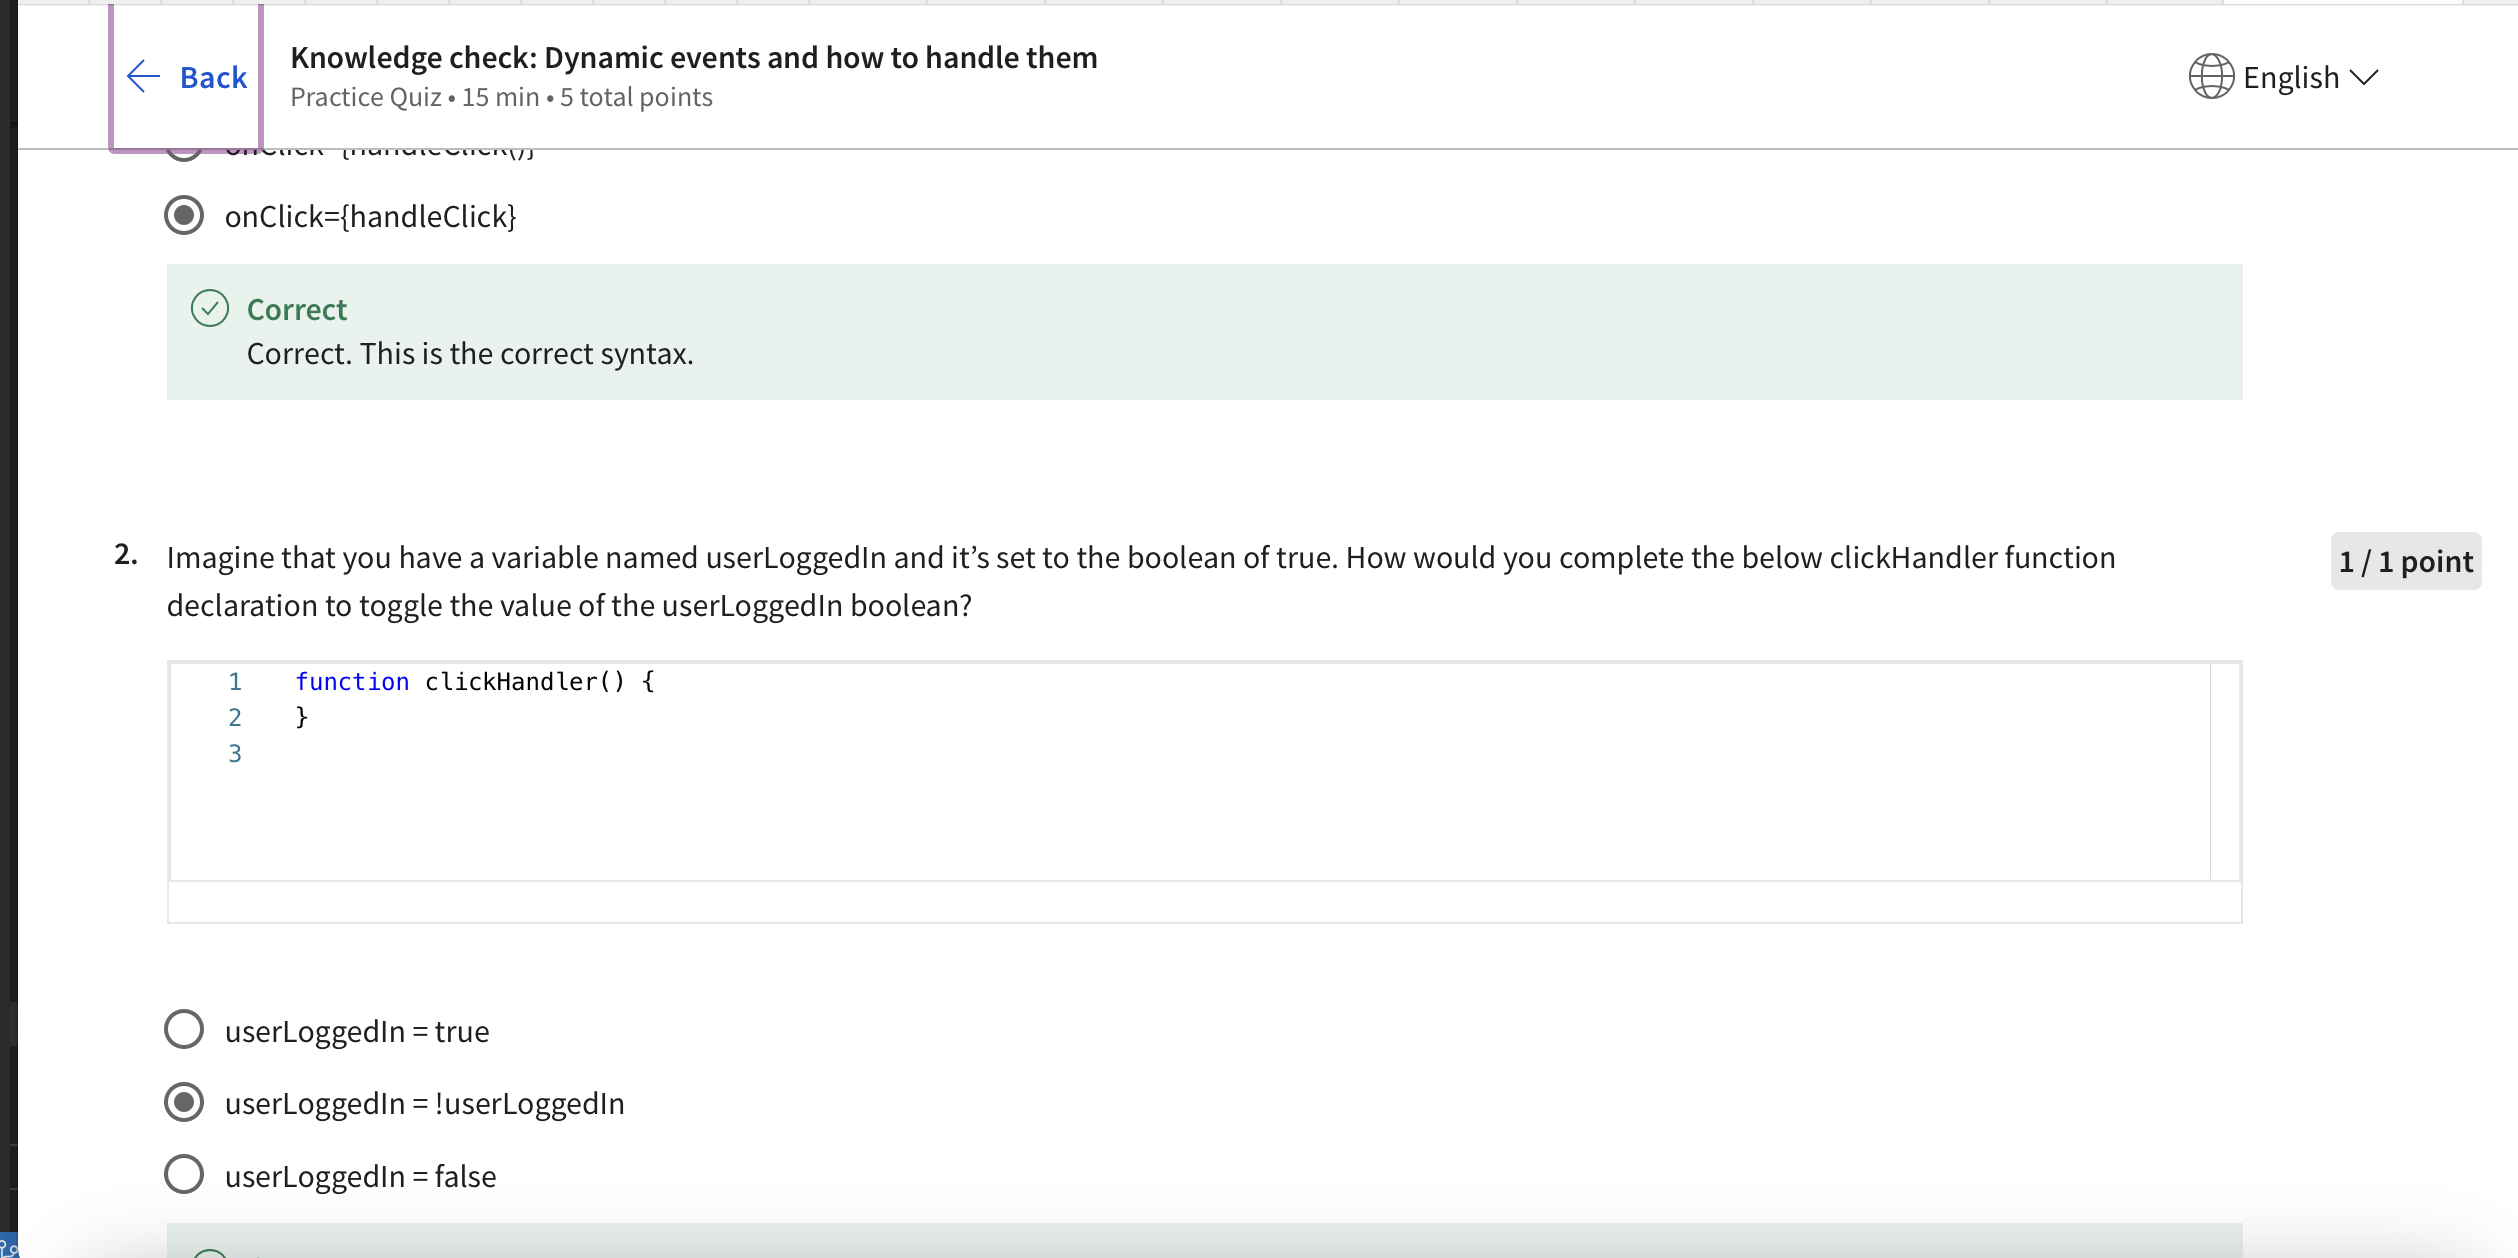 Back
Knowledge check: Dynamic events and how to handle them
Practice Quiz • 15 min • 5 total points
English
onClick={handleClick}
Correct
Correct. This is the correct syntax.
2.
Imagine that you have a variable named userLoggedIn and it’s set to the boolean of true. How would you complete the below clickHandler function
declaration to toggle the value of the userLoggedIn boolean?
1 / 1 point
1 function clickHandler() {
2 }
3
userLoggedIn = true
userLoggedIn = !userLoggedIn
userLoggedIn = false